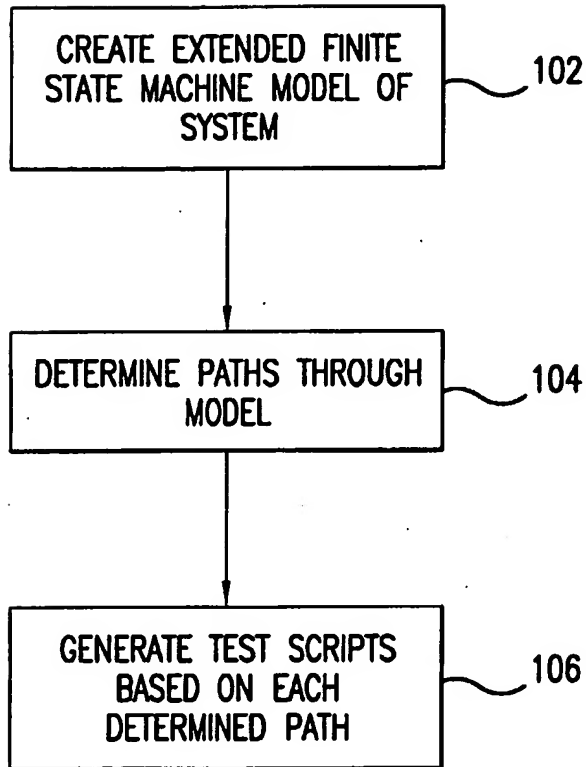 CREATE EXTENDED FINITE
STATE MACHINE MODEL OF
SYSTEM
102
DETERMINE PATHS THROUGH
MODEL
104
GENERATE TEST SCRIPTS
BASED ON EACH
DETERMINED PATH
106